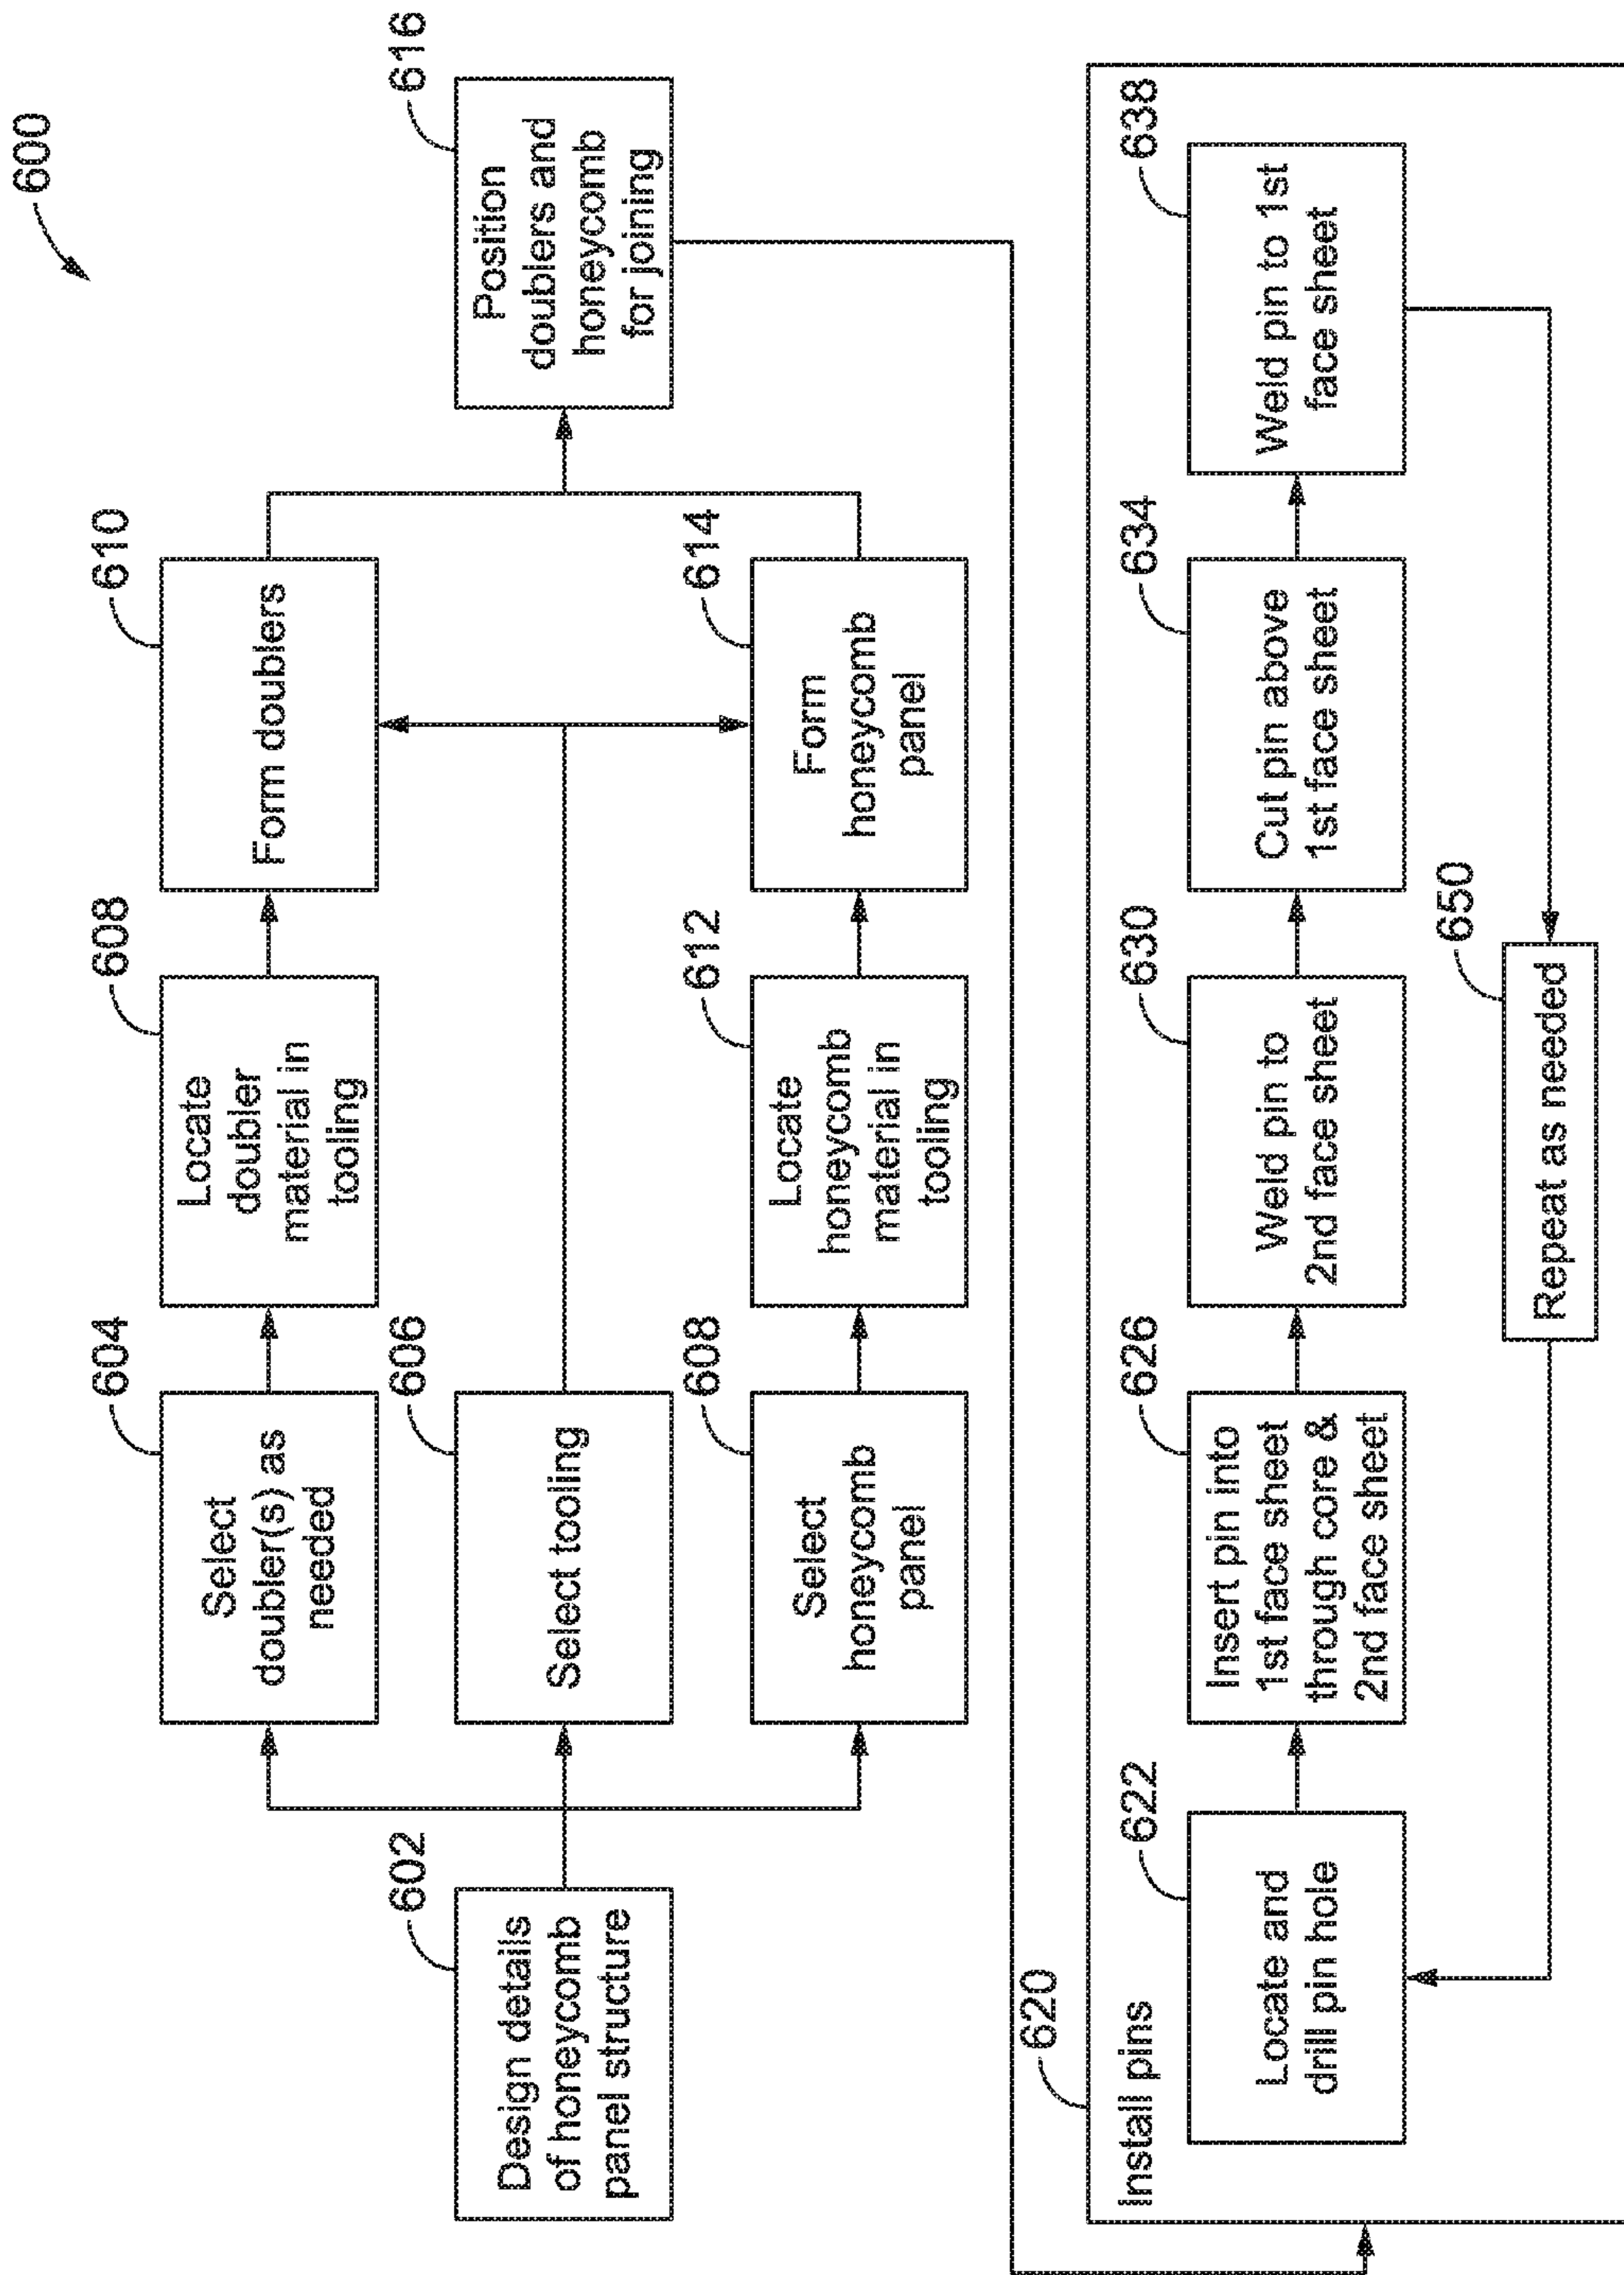 600
602
Design details
of honeycomb
panel structure
604
Select
doubler(s) as
needed
606
Select tooling
608
Select
honeycomb
panel
608
Locate
doubler
material in
tooling
612
Locate
honeycomb
material in
tooling
610
Form doublers
614
Form
honeycomb
panel
616
Position
doublers and
honeycomb
for joining
620
Install pins
622
Locate and
drill pin hole
626
Insert pin into
1st face sheet
through core &
2nd face sheet
630
Weld pin to
2nd face sheet
634
Cut pin above
1st face sheet
638
Weld pin to 1st
face sheet
650
Repeat as needed